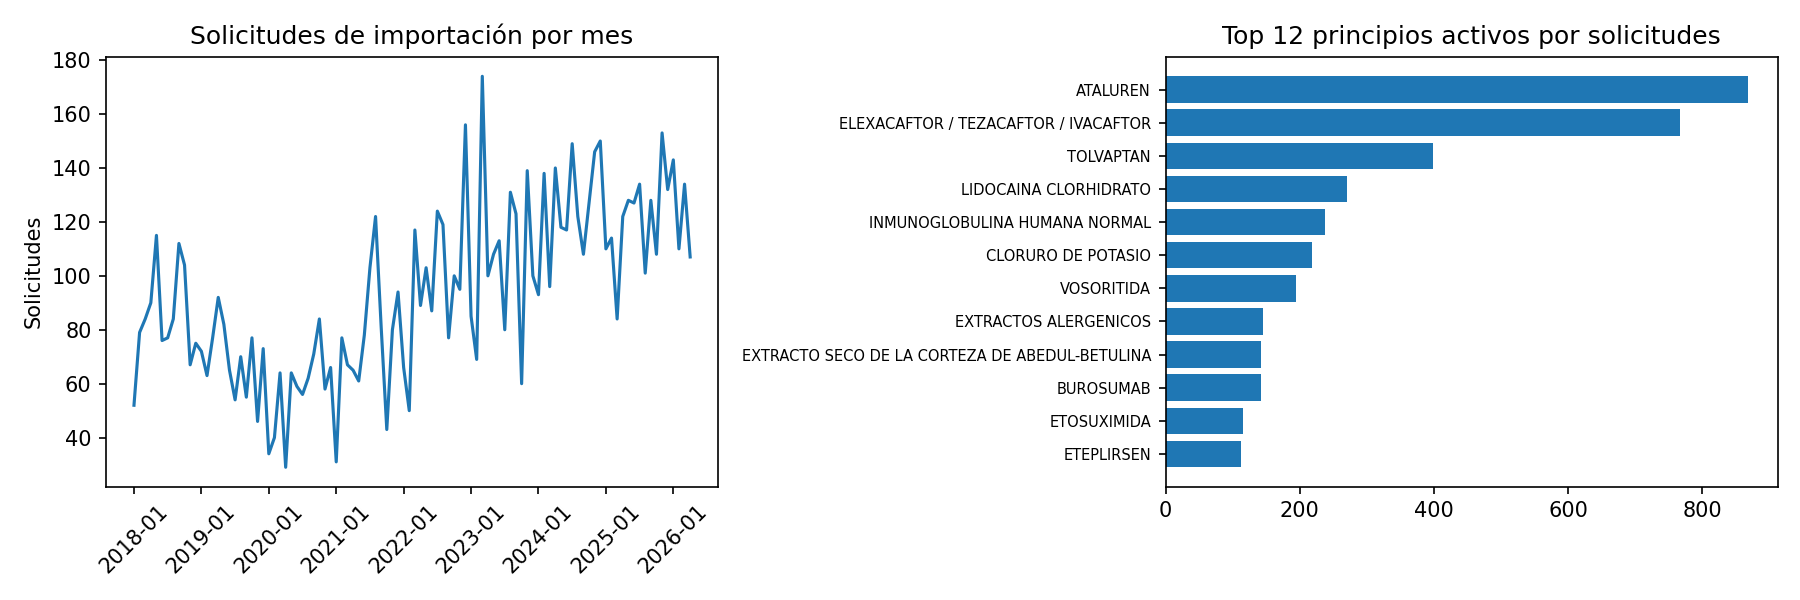 Solicitudes de importación por mes
Solicitudes
180
160
140
120
100
80
60
40
2018-01
2019-01
2020-01
2021-01
2022-01
2023-01
2024-01
2025-01
2026-01
Top 12 principios activos por solicitudes
ATALUREN
ELEXACAFTOR / TEZACAFTOR / IVACAFTOR
TOLVAPTAN
LIDOCAINA CLORHIDRATO
INMUNOGLOBULINA HUMANA NORMAL
CLORURO DE POTASIO
VOSORITIDA
EXTRACTOS ALERGENICOS
EXTRACTO SECO DE LA CORTEZA DE ABEDUL-BETULINA
BUROSUMAB
ETOSUXIMIDA
ETEPLIRSEN
0
200
400
600
800